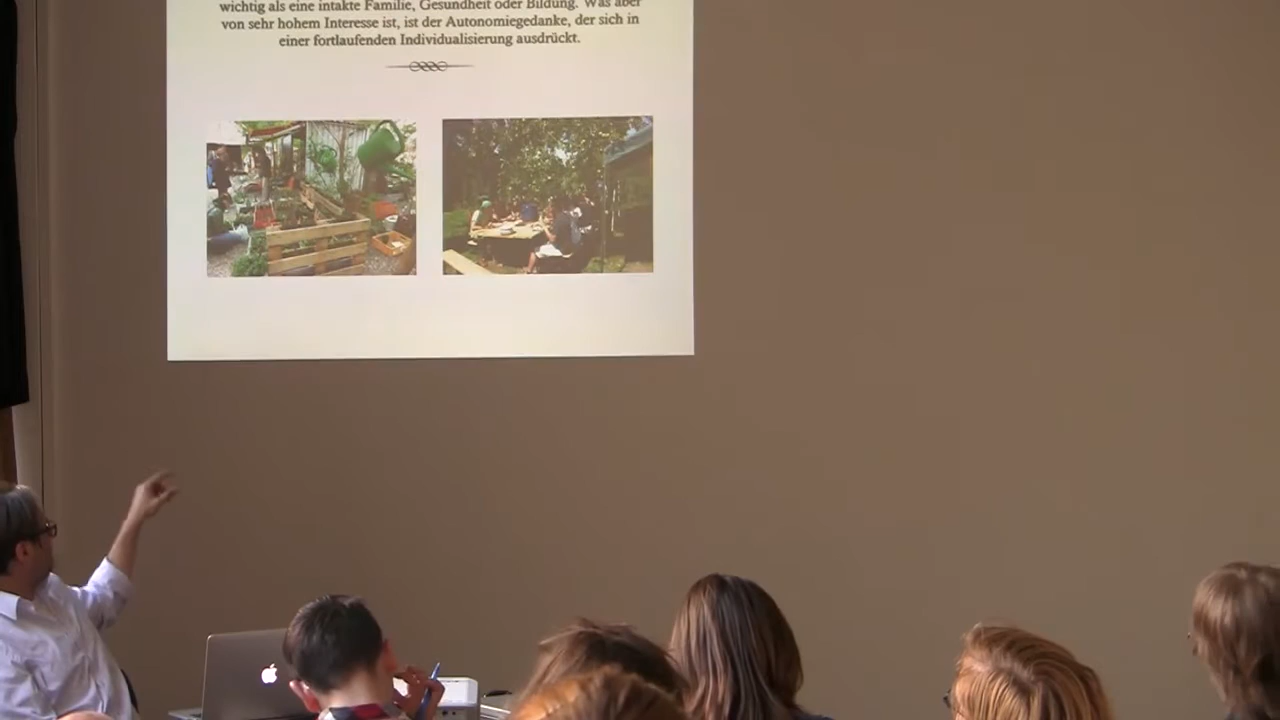 wichtig als eine intakte Familie, Gesundheit oder Bildung. Was aber
von sehr hohem Interesse ist, ist der Autonomiegedanke, der sich in
einer fortlaufenden Individualisierung ausdrückt.